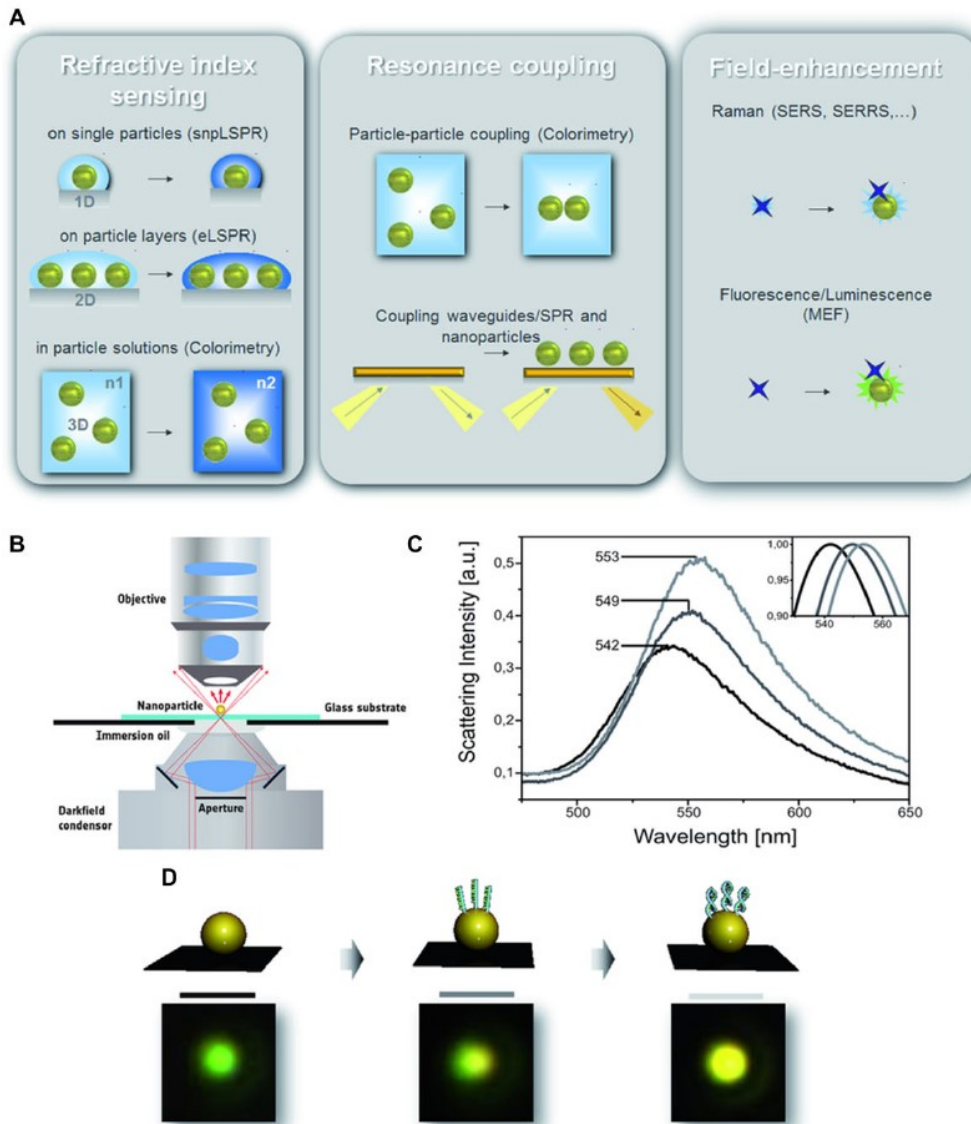 A
Refractive index
sensing
on single particles (snpLSPR)
1D
on particle layers (eLSPR)
2D
in particle solutions (Colorimetry)
n1
n2
3D
Resonance coupling
Particle-particle coupling (Colorimetry)
Coupling waveguides/SPR and
nanoparticles
Field-enhancement
Raman (SERS, SERRS,...)
Fluorescence/Luminescence
(MEF)
B
Objective
Nanoparticle
Glass substrate
Immersion oil
Aperture
Darkfield
condensor
C
Scattering Intensity [a.u.]
0,5
0,4
0,3
0,2
0,1
553
549
542
1,00
0,95
0,90
540
560
500
550
600
650
Wavelength [nm]
D